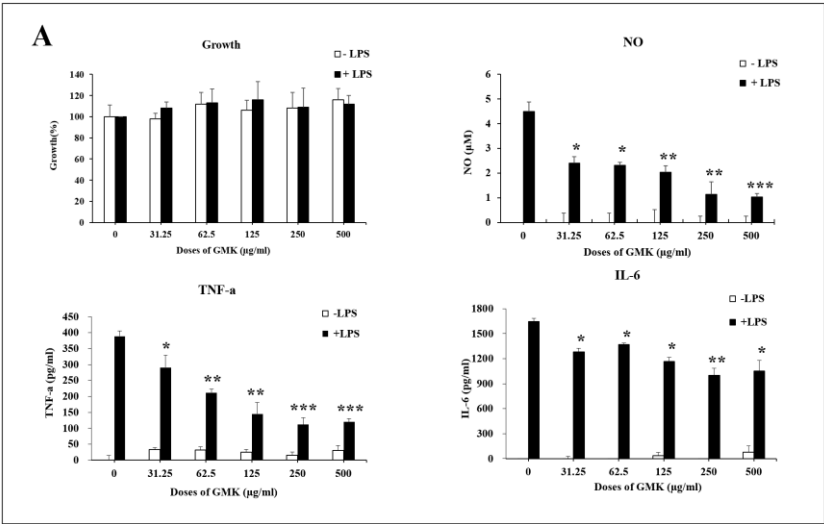 A
Growth
- LPS
+ LPS
140
120
100
80
60
40
20
0
Growth(%)
0 31.25 62.5 125 250 500
Doses of GMK (µg/ml)
NO
- LPS
+ LPS
6
5
4
3
2
1
0
NO (µM)
* * ** ** ***
0 31.25 62.5 125 250 500
Doses of GMK (µg/ml)
TNF-a
-LPS
+LPS
450
400
350
300
250
200
150
100
50
0
TNF-a (pg/ml)
* ** ** *** ***
0 31.25 62.5 125 250 500
Doses of GMK (µg/ml)
IL-6
-LPS
+LPS
1800
1500
1200
900
600
300
0
IL-6 (pg/ml)
* * * ** *
0 31.25 62.5 125 250 500
Doses of GMK (µg/ml)